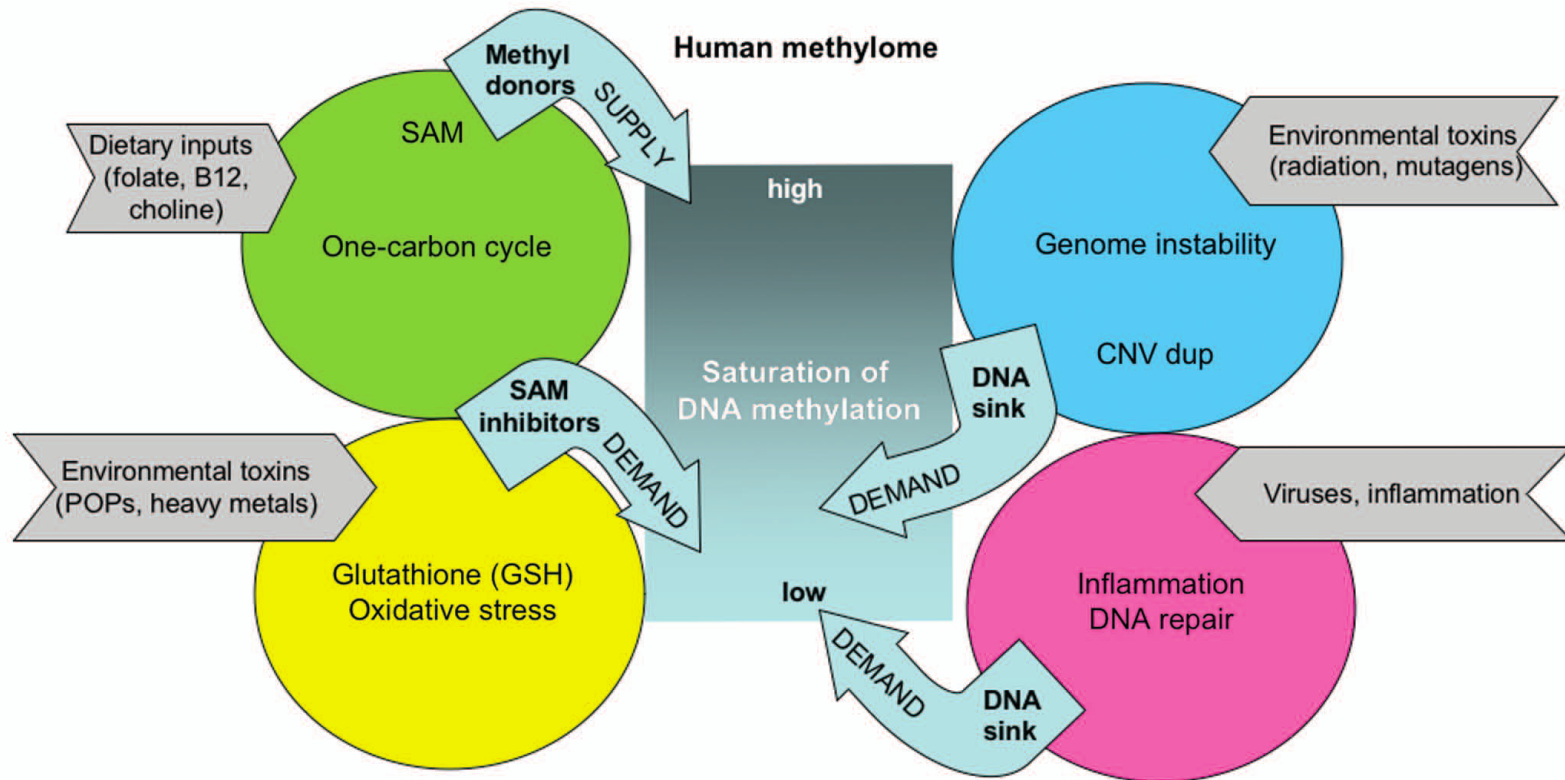 Human methylome
Methyl
donors
SUPPLY
SAM
Dietary inputs
(folate, B12,
choline)
One-carbon cycle
Environmental toxins
(radiation, mutagens)
Genome instability
CNV dup
high
Saturation of
DNA methylation
low
SAM
inhibitors
DEMAND
DNA
sink
DEMAND
Environmental toxins
(POPs, heavy metals)
Glutathione (GSH)
Oxidative stress
Viruses, inflammation
Inflammation
DNA repair
DEMAND
DNA
sink